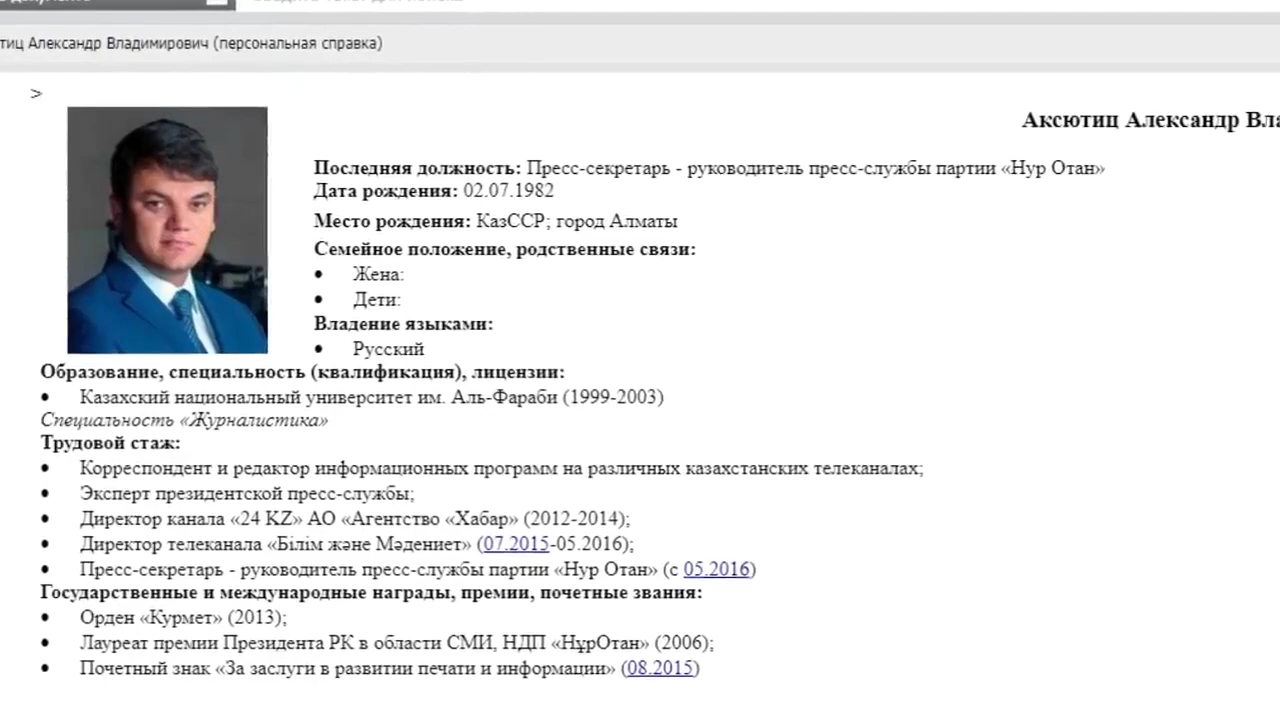 тиц Александр Владимирович (персональная справка)
>
Аксютиц Александр Вла
Последняя должность: Пресс-секретарь - руководитель пресс-службы партии «Нур Отан»
Дата рождения: 02.07.1982
Место рождения: КазССР; город Алматы
Семейное положение, родственные связи:
• Жена:
• Дети:
Владение языками:
• Русский
Образование, специальность (квалификация), лицензии:
• Казахский национальный университет им. Аль-Фараби (1999-2003)
Специальность «Журналистика»
Трудовой стаж:
• Корреспондент и редактор информационных программ на различных казахстанских телеканалах;
• Эксперт президентской пресс-службы;
• Директор канала «24 KZ» АО «Агентство «Хабар» (2012-2014);
• Директор телеканала «Білім және Мәдениет» (07.2015-05.2016);
• Пресс-секретарь - руководитель пресс-службы партии «Нур Отан» (с 05.2016)
Государственные и международные награды, премии, почетные звания:
• Орден «Курмет» (2013);
• Лауреат премии Президента РК в области СМИ, НДП «НұрОтан» (2006);
• Почетный знак «За заслуги в развитии печати и информации» (08.2015)